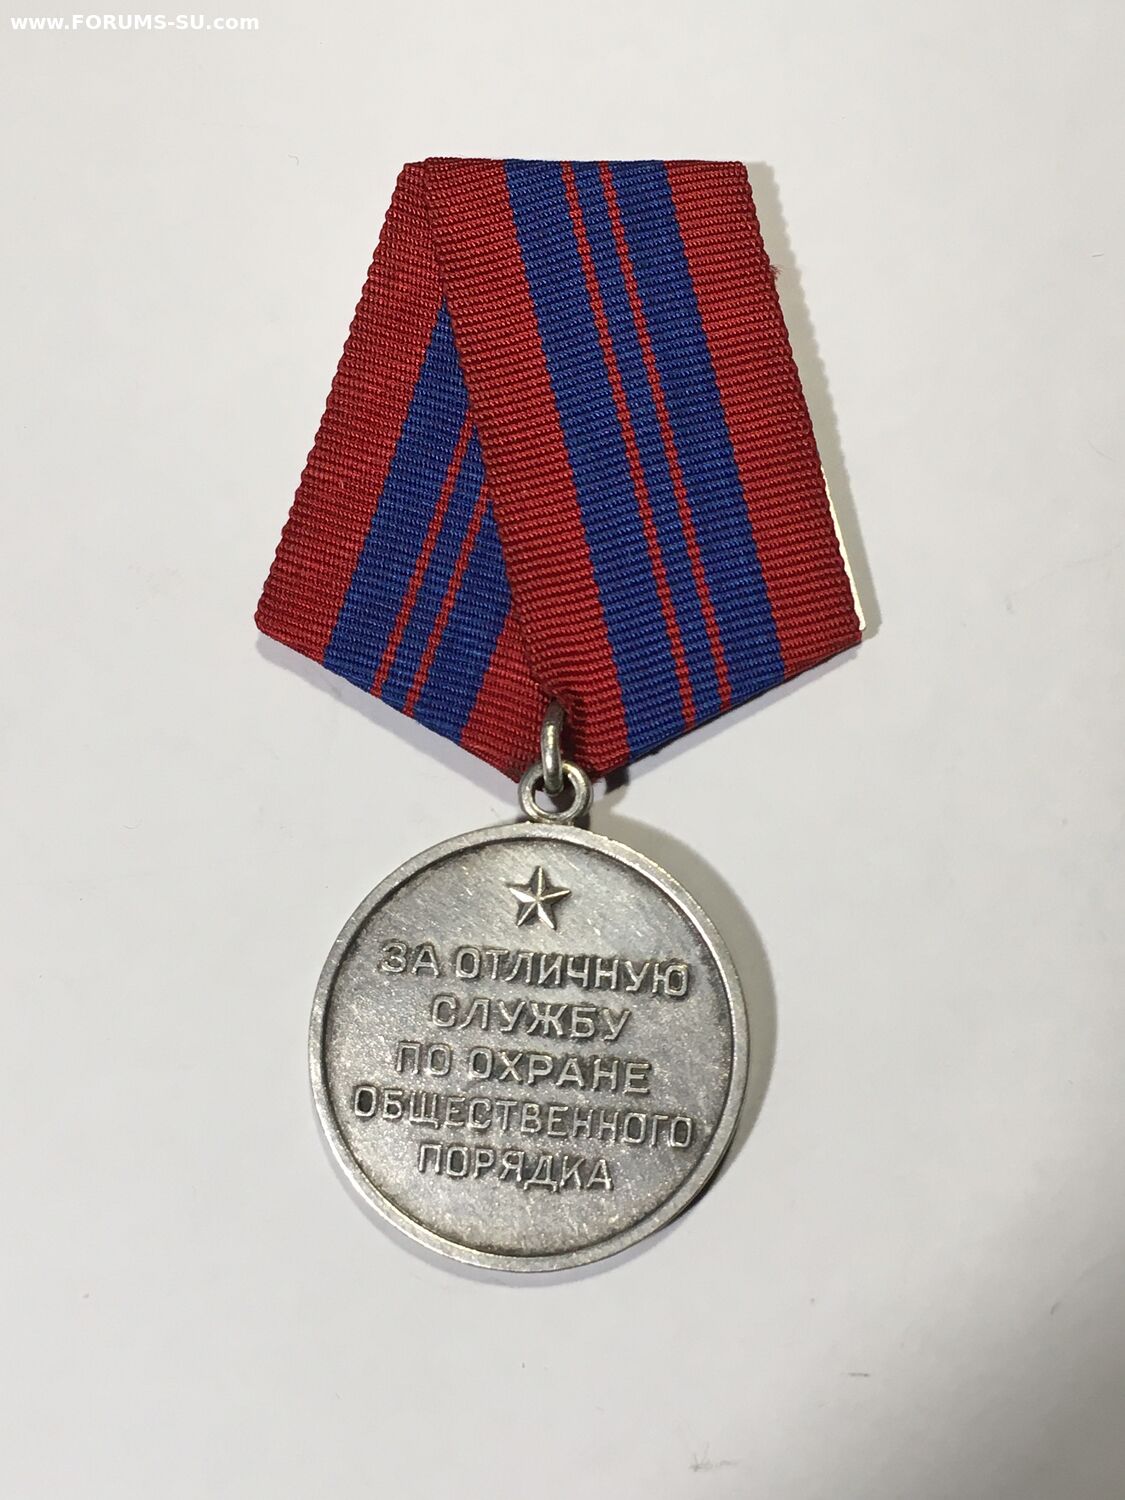 www.FORUMS-SU.com
ЗА ОТЛИЧНУЮ
СЛУЖБУ
ПО ОХРАНЕ
ОБЩЕСТВЕННОГО
ПОРЯДКА